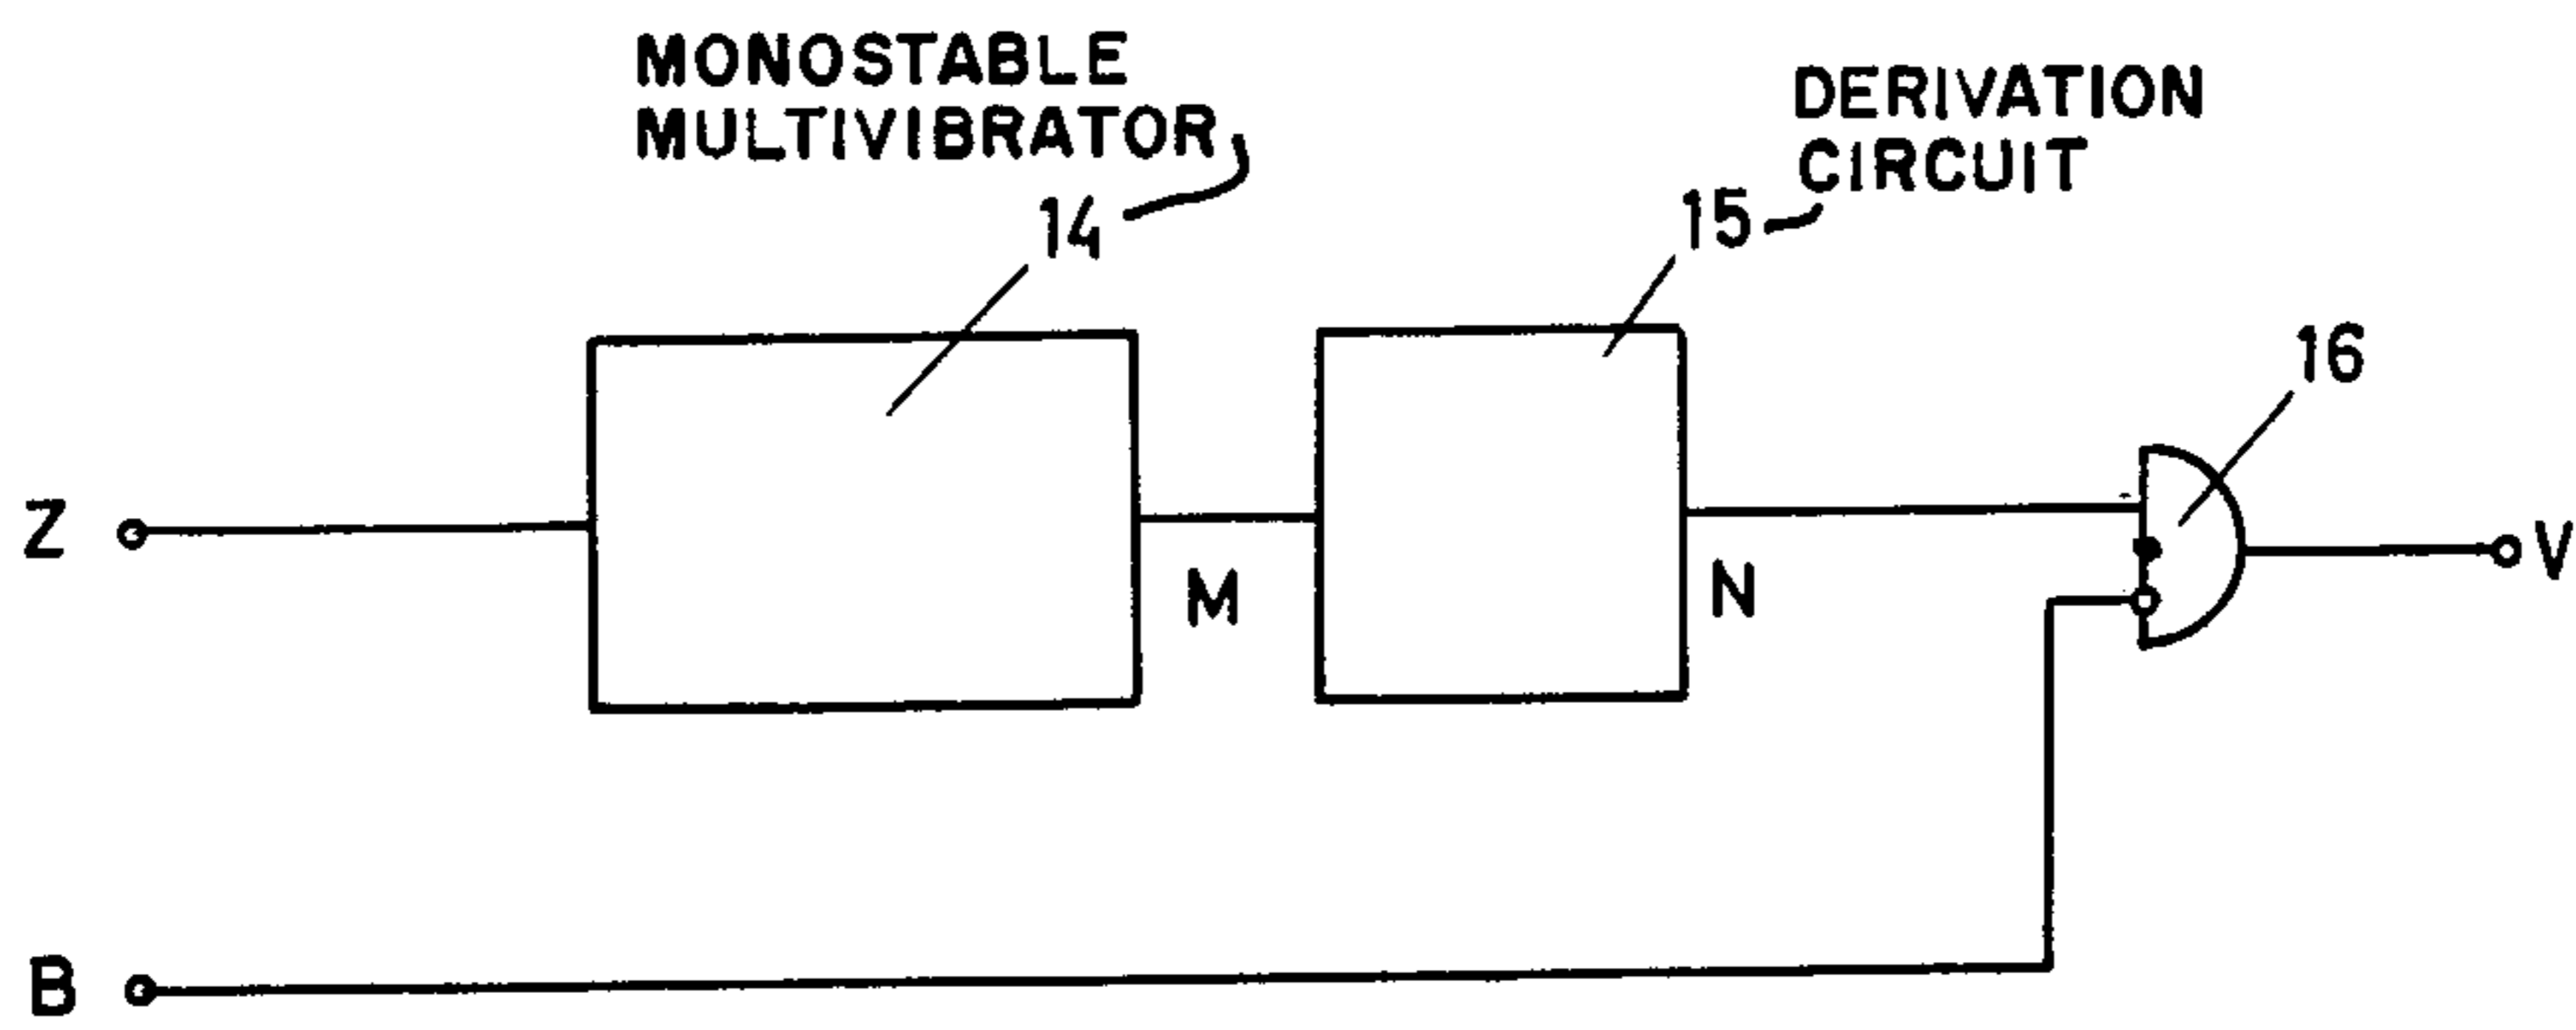 MONOSTABLE
MULTIVIBRATOR
DERIVATION
CIRCUIT
14
15
16
Z
M
N
V
B